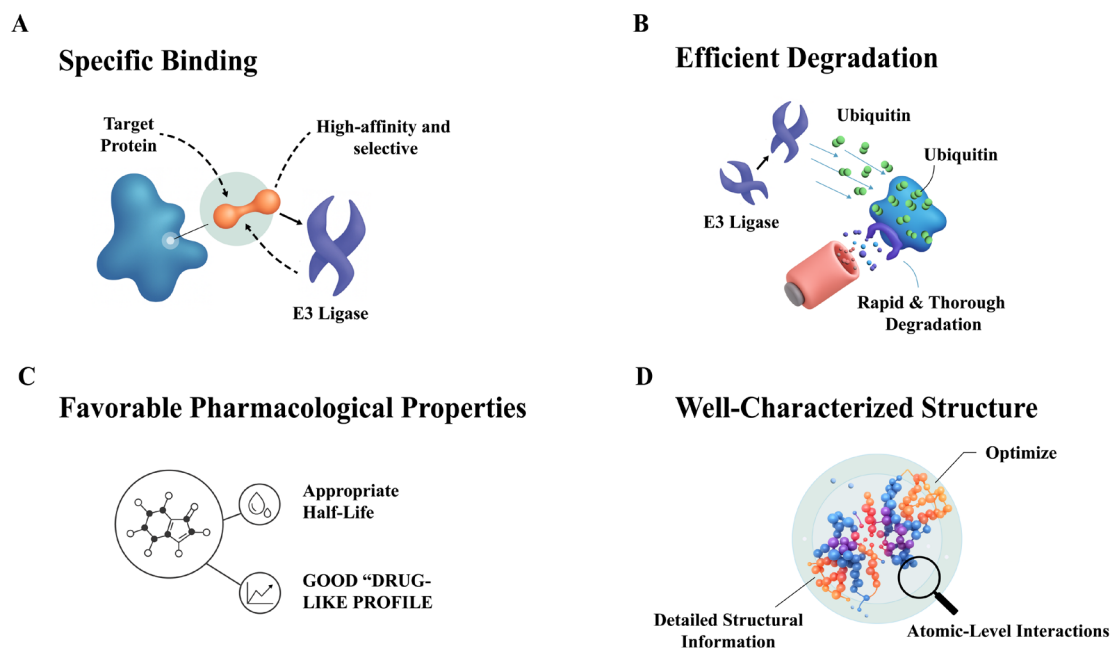 A
Specific Binding
Target
Protein
High-affinity and
selective
E3 Ligase
B
Efficient Degradation
Ubiquitin
Ubiquitin
E3 Ligase
Rapid & Thorough
Degradation
C
Favorable Pharmacological Properties
Appropriate
Half-Life
GOOD “DRUG-
LIKE PROFILE
D
Well-Characterized Structure
Optimize
Detailed Structural
Information
Atomic-Level Interactions